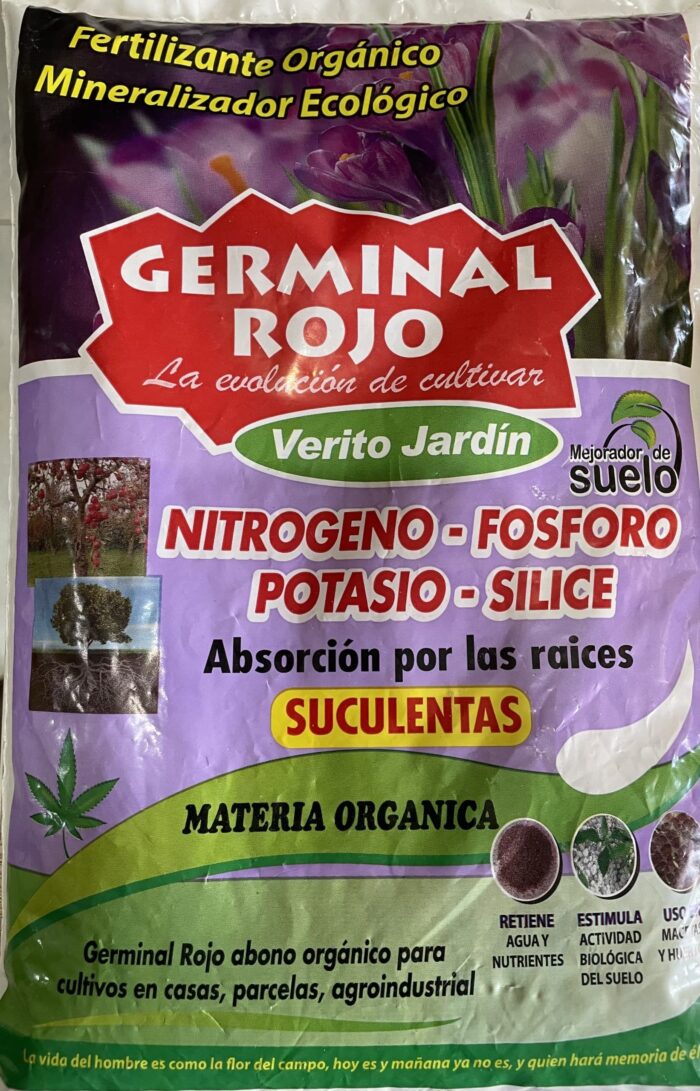 Fertilizante Orgánico
Mineralizador Ecológico
GERMINAL
ROJO
La evolución de cultivar
Verito Jardín
Mejorador de
suelo
NITROGENO - FOSFORO
POTASIO - SILICE
Absorción por las raices
SUCULENTAS
MATERIA ORGANICA
RETIENE
AGUA Y
NUTRIENTES
ESTIMULA
ACTIVIDAD
BIOLÓGICA
DEL SUELO
USO
Y
Germinal Rojo abono orgánico para
cultivos en casas, parcelas, agroindustrial
La vida del hombre es como la flor del campo, hoy es y mañana ya no es, y quien hará memoria de él